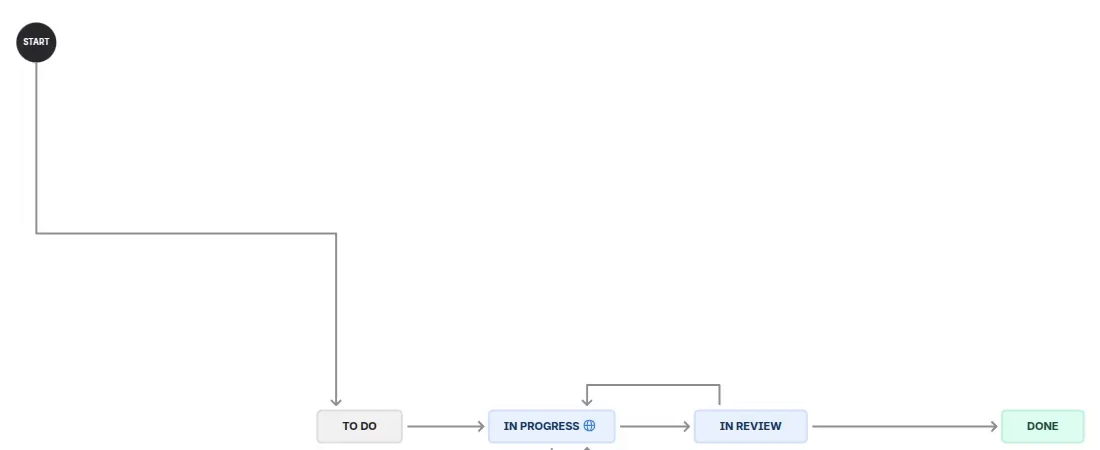 START
TO DO
IN PROGRESS
IN REVIEW
DONE